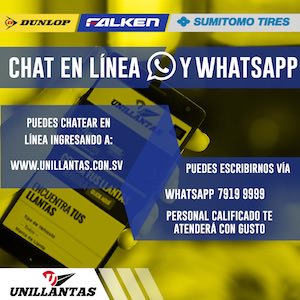 DUNLOP FALKEN SUMITOMO TIRES
CHAT EN LÍNEA Y WHATSAPP
PUEDES CHATEAR EN
LÍNEA INGRESANDO A:
WWW.UNILLANTAS.CON.SV
PUEDES ESCRIBIRNOS VÍA
WHATSAPP 7919 9999
PERSONAL CALIFICADO TE
ATENDERÁ CON GUSTO
ENCUENTRA TUS
LLANTAS
UNILLANTAS